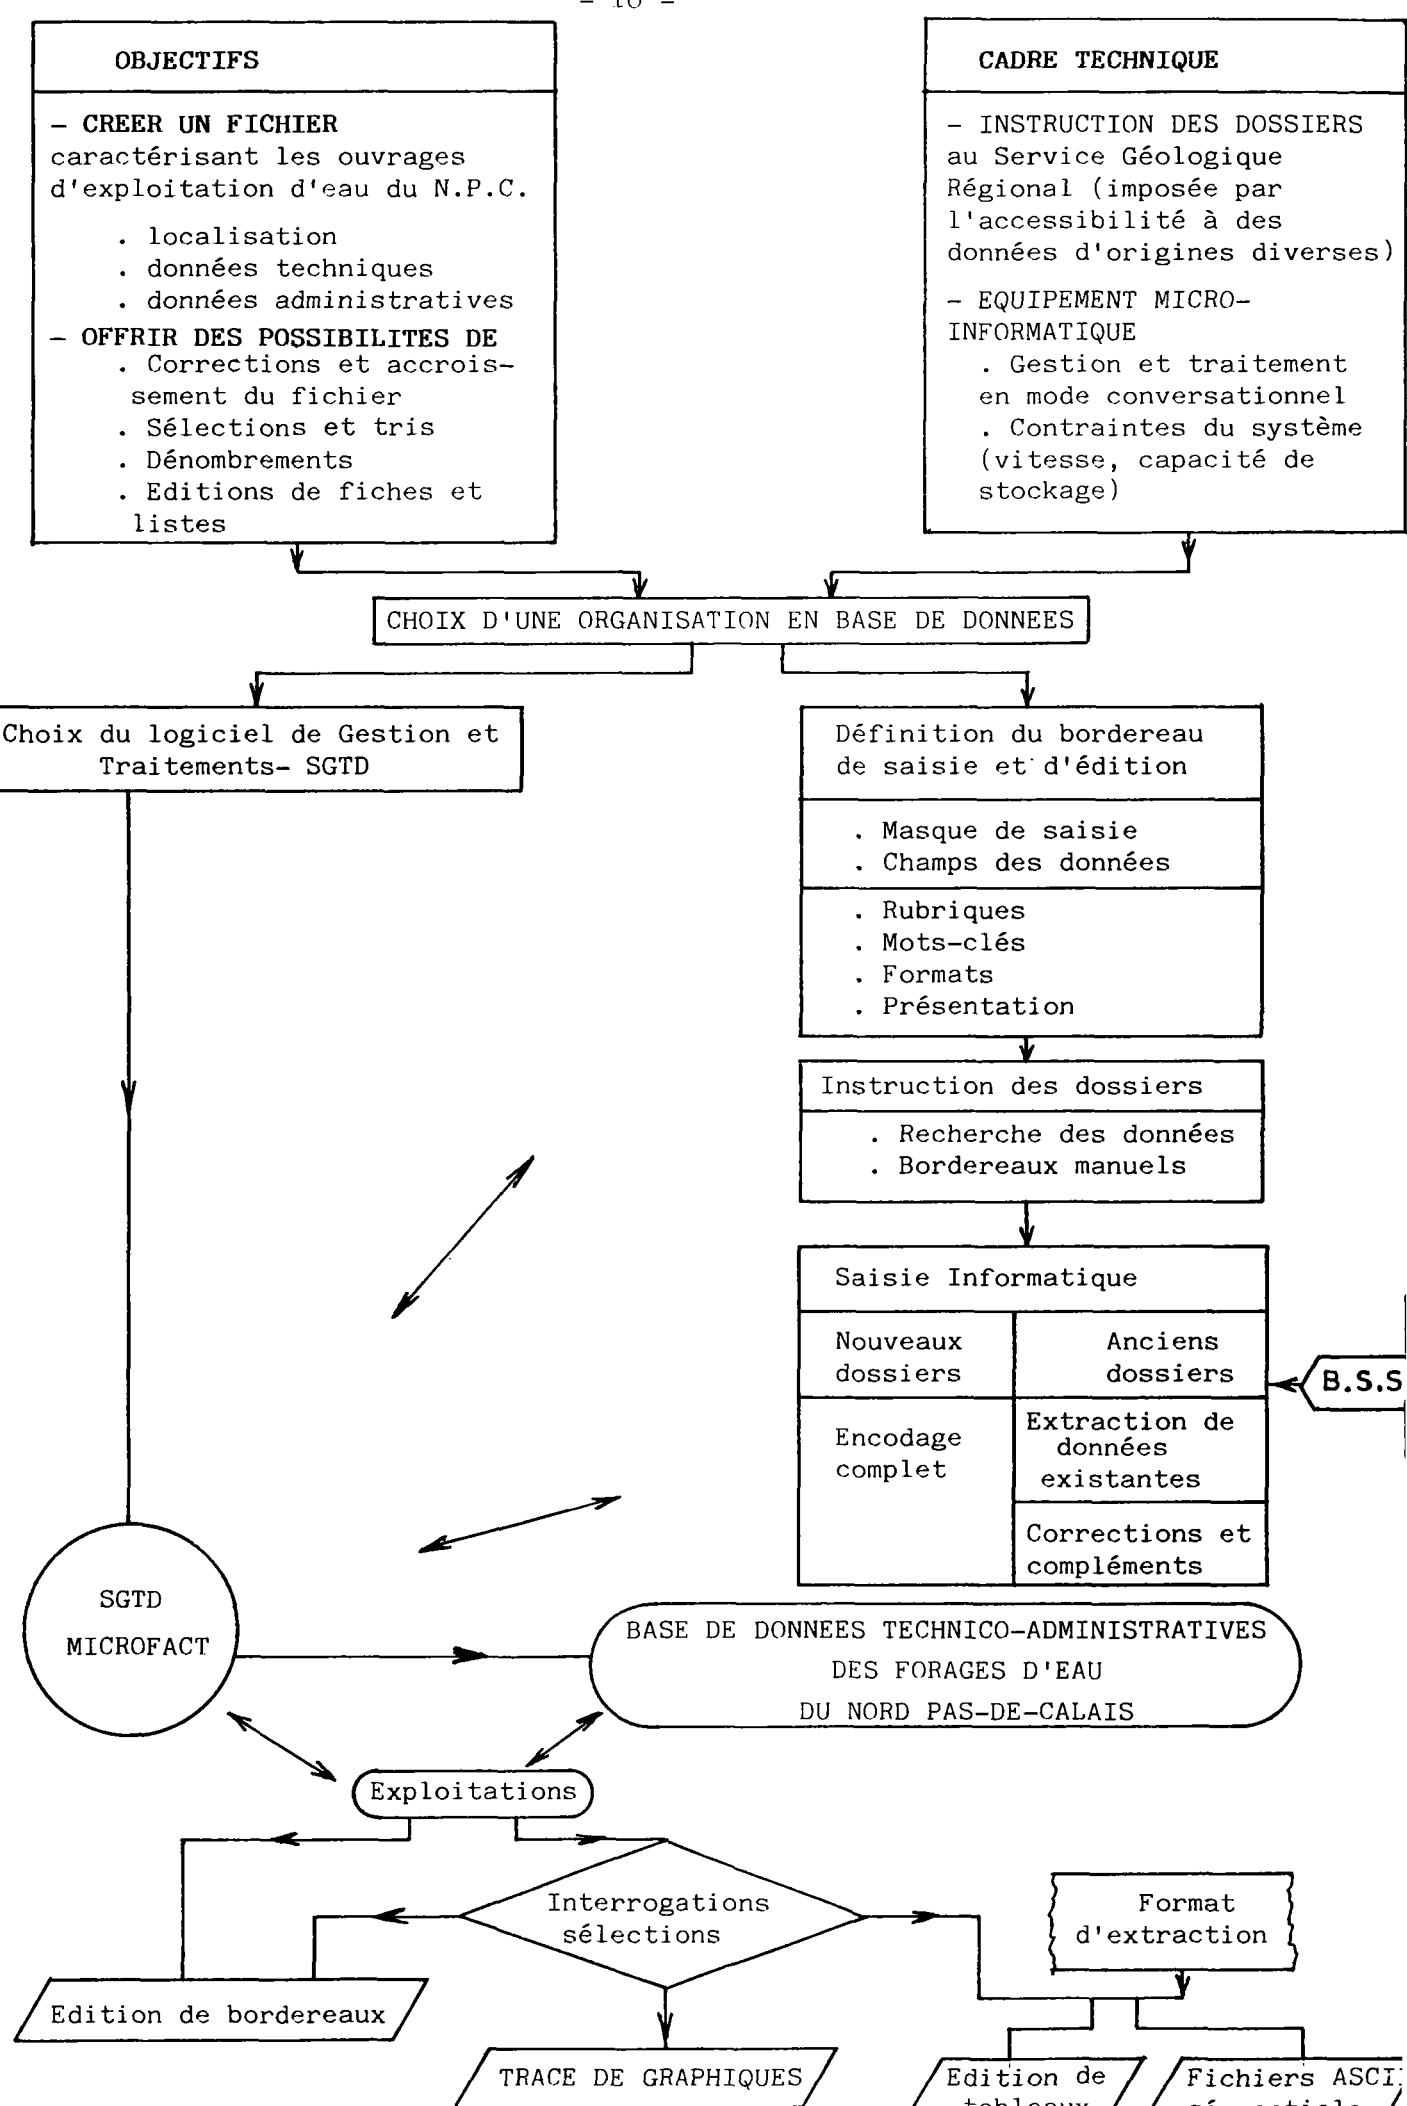 - 16 -
OBJECTIFS
- CREER UN FICHIER
caractérisant les ouvrages
d'exploitation d'eau du N.P.C.
. localisation
. données techniques
. données administratives
- OFFRIR DES POSSIBILITES DE
. Corrections et accrois-
sement du fichier
. Sélections et tris
. Dénombrements
. Editions de fiches et
listes
CADRE TECHNIQUE
- INSTRUCTION DES DOSSIERS
au Service Géologique
Régional (imposée par
l'accessibilité à des
données d'origines diverses)
- EQUIPEMENT MICRO-
INFORMATIQUE
. Gestion et traitement
en mode conversationnel
. Contraintes du système
(vitesse, capacité de
stockage)
CHOIX D'UNE ORGANISATION EN BASE DE DONNEES
Choix du logiciel de Gestion et
Traitements- SGTD
Définition du bordereau
de saisie et d'édition
. Masque de saisie
. Champs des données
. Rubriques
. Mots-clés
. Formats
. Présentation
Instruction des dossiers
. Recherche des données
. Bordereaux manuels
Saisie Informatique
Nouveaux
dossiers
Anciens
dossiers
B.S.S
Encodage
complet
Extraction de
données
existantes
Corrections et
compléments
SGTD
MICROFACT
BASE DE DONNEES TECHNICO-ADMINISTRATIVES
DES FORAGES D'EAU
DU NORD PAS-DE-CALAIS
Exploitations
Interrogations
sélections
Format
d'extraction
Edition de bordereaux
TRACE DE GRAPHIQUES
Edition de
tableaux
Fichiers ASCI